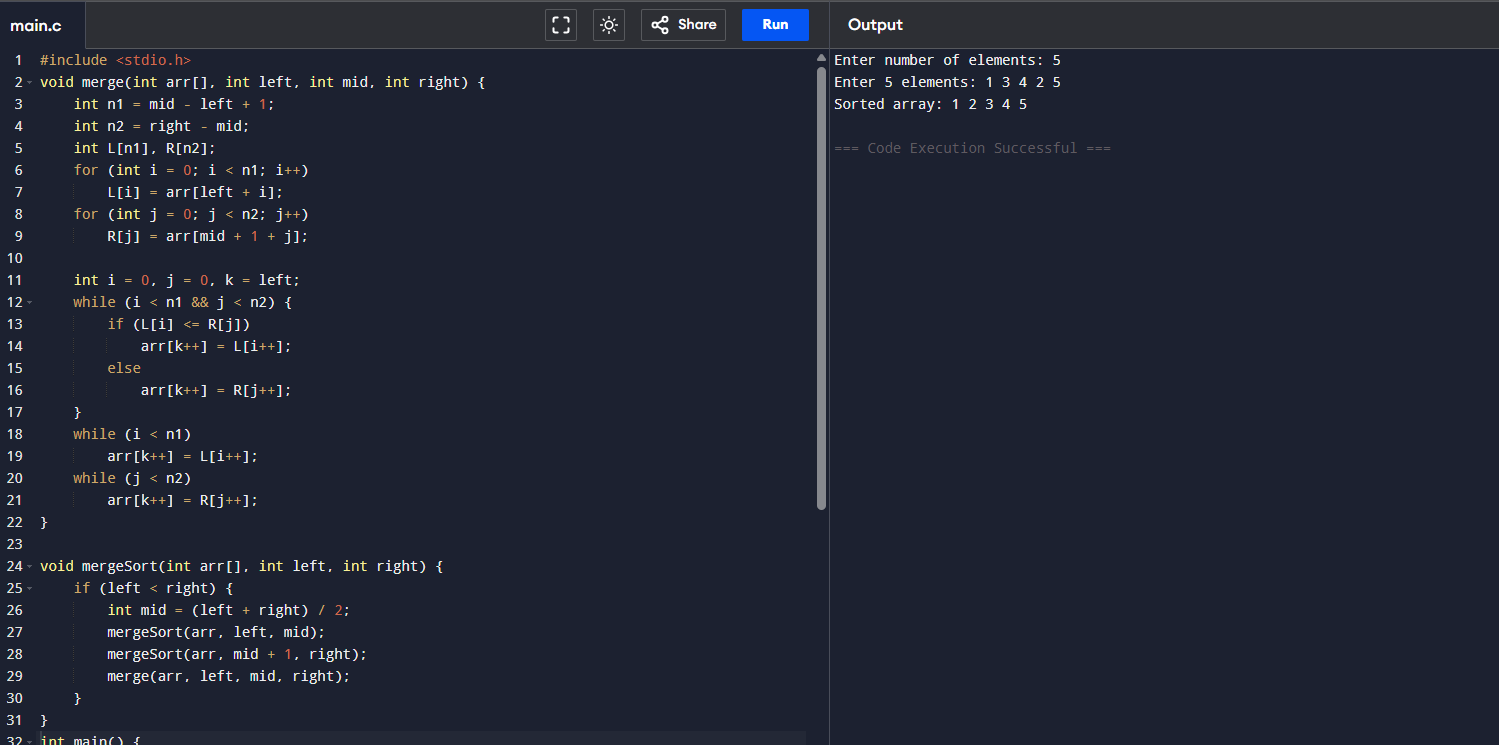 main.c
Share
Run
Output
1 #include <stdio.h>
2 void merge(int arr[], int left, int mid, int right) {
3     int n1 = mid - left + 1;
4     int n2 = right - mid;
5     int L[n1], R[n2];
6     for (int i = 0; i < n1; i++)
7         L[i] = arr[left + i];
8     for (int j = 0; j < n2; j++)
9         R[j] = arr[mid + 1 + j];
10
11     int i = 0, j = 0, k = left;
12     while (i < n1 && j < n2) {
13         if (L[i] <= R[j])
14             arr[k++] = L[i++];
15         else
16             arr[k++] = R[j++];
17     }
18     while (i < n1)
19         arr[k++] = L[i++];
20     while (j < n2)
21         arr[k++] = R[j++];
22 }
23
24 void mergeSort(int arr[], int left, int right) {
25     if (left < right) {
26         int mid = (left + right) / 2;
27         mergeSort(arr, left, mid);
28         mergeSort(arr, mid + 1, right);
29         merge(arr, left, mid, right);
30     }
31 }
32 int main() {
Enter number of elements: 5
Enter 5 elements: 1 3 4 2 5
Sorted array: 1 2 3 4 5
=== Code Execution Successful ===